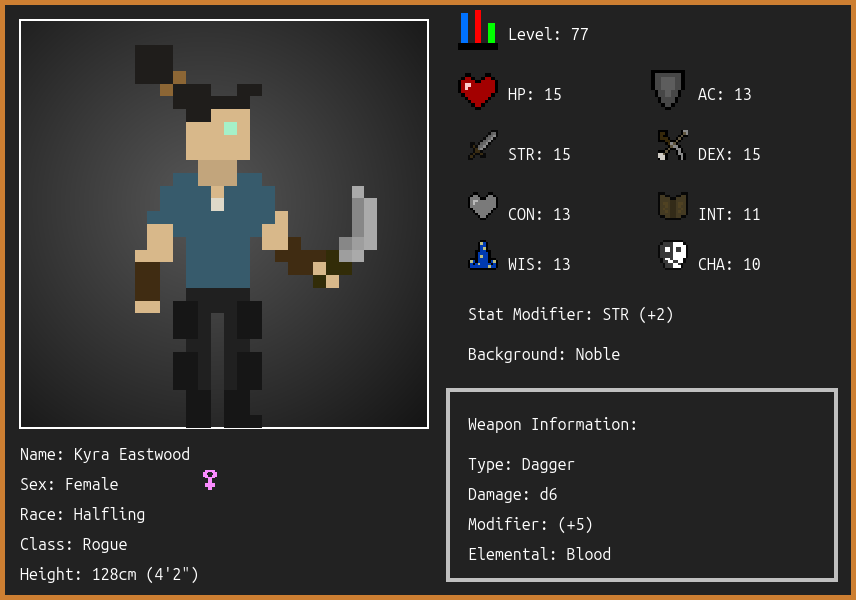 Level: 77
HP: 15
AC: 13
STR: 15
DEX: 15
CON: 13
INT: 11
WIS: 13
CHA: 10
Stat Modifier: STR (+2)
Background: Noble
Weapon Information:
Type: Dagger
Damage: d6
Modifier: (+5)
Elemental: Blood
Name: Kyra Eastwood
Sex: Female
Race: Halfling
Class: Rogue
Height: 128cm (4'2")